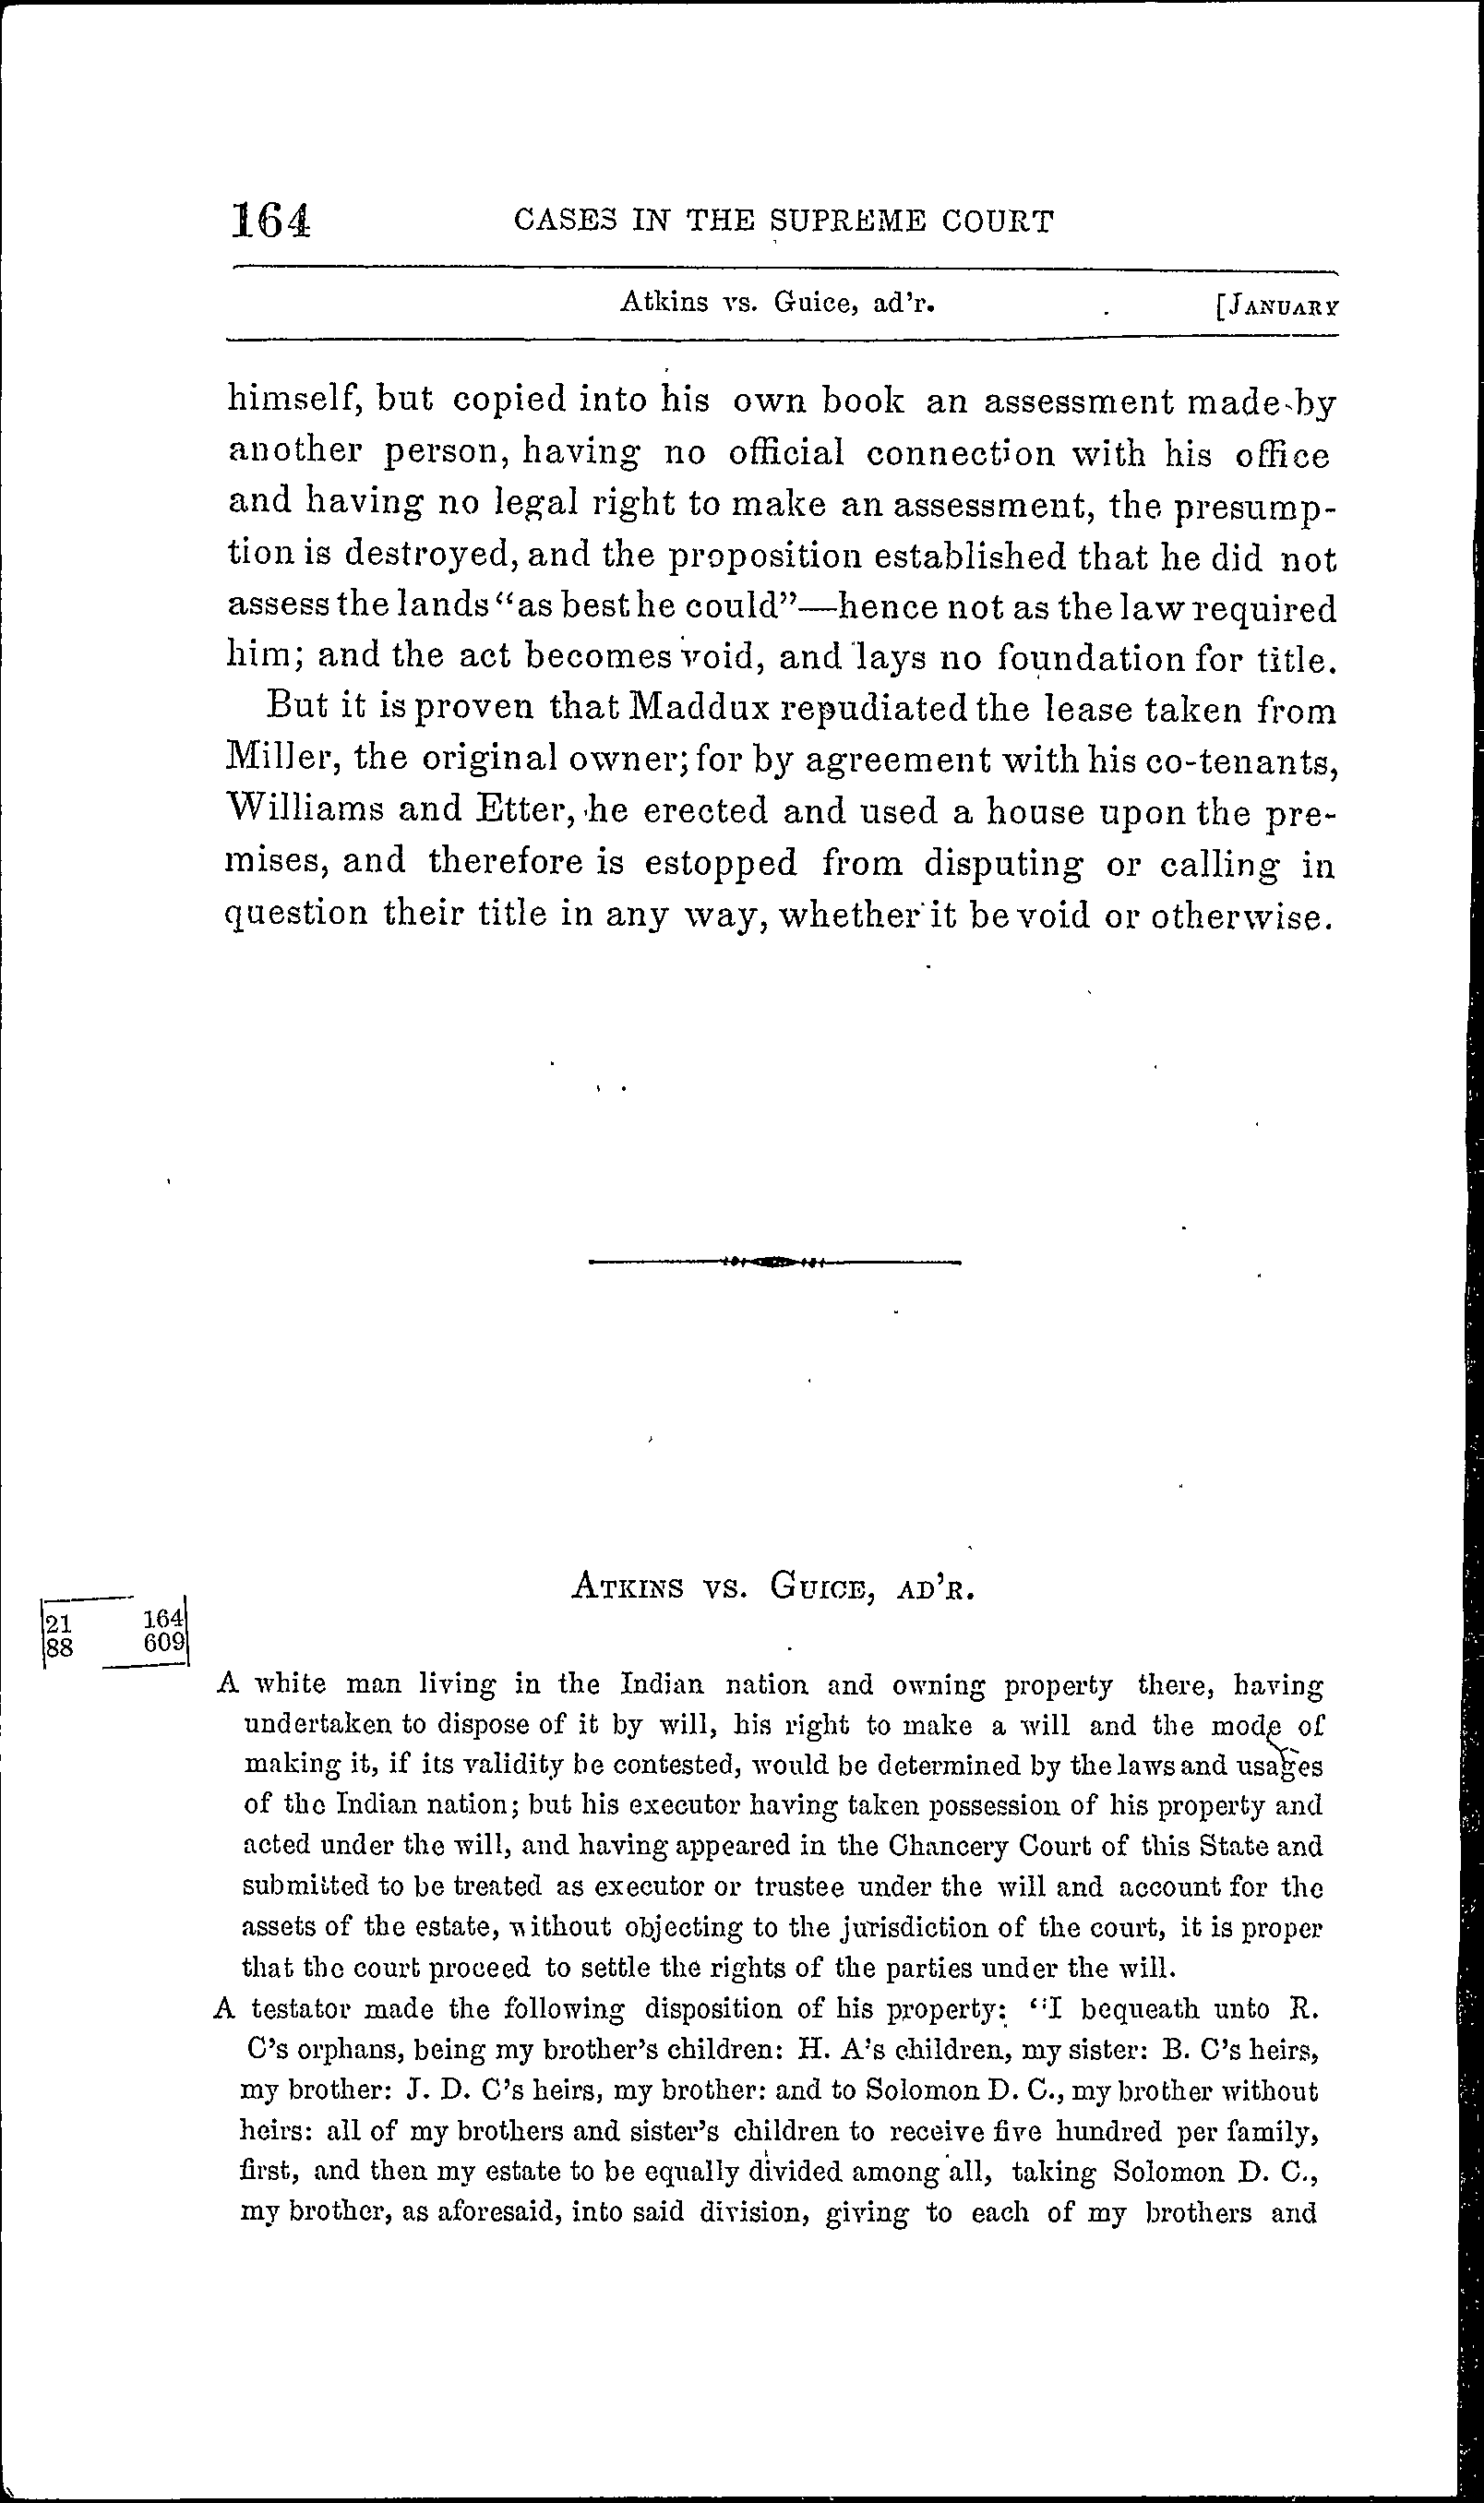 164 CASES IN THE SUPREME COURT
Atkins vs. Guice, ad'r. [JANUARY
himself, but copied into his own book an assessment made by
another person, having no official connection with his office
and having no legal right to make an assessment, the presump-
tion is destroyed, and the proposition established that he did not
assess the lands "as best he could"—hence not as the law required
him; and the act becomes void, and lays no foundation for title.
But it is proven that Maddux repudiated the lease taken from
Miller, the original owner; for by agreement with his co-tenants,
Williams and Etter, he erected and used a house upon the pre-
mises, and therefore is estopped from disputing or calling in
question their title in any way, whether it be void or otherwise.
ATKINS VS. GUICE, AD'R.
21 164
88 609
A white man living in the Indian nation and owning property there, having
undertaken to dispose of it by will, his right to make a will and the mode of
making it, if its validity be contested, would be determined by the laws and usages
of the Indian nation; but his executor having taken possession of his property and
acted under the will, and having appeared in the Chancery Court of this State and
submitted to be treated as executor or trustee under the will and account for the
assets of the estate, without objecting to the jurisdiction of the court, it is proper
that the court proceed to settle the rights of the parties under the will.
A testator made the following disposition of his property: "I bequeath unto R.
C's orphans, being my brother's children: H. A's children, my sister: B. C's heirs,
my brother: J. D. C's heirs, my brother: and to Solomon D. C., my brother without
heirs: all of my brothers and sister's children to receive five hundred per family,
first, and then my estate to be equally divided among all, taking Solomon D. C.,
my brother, as aforesaid, into said division, giving to each of my brothers and